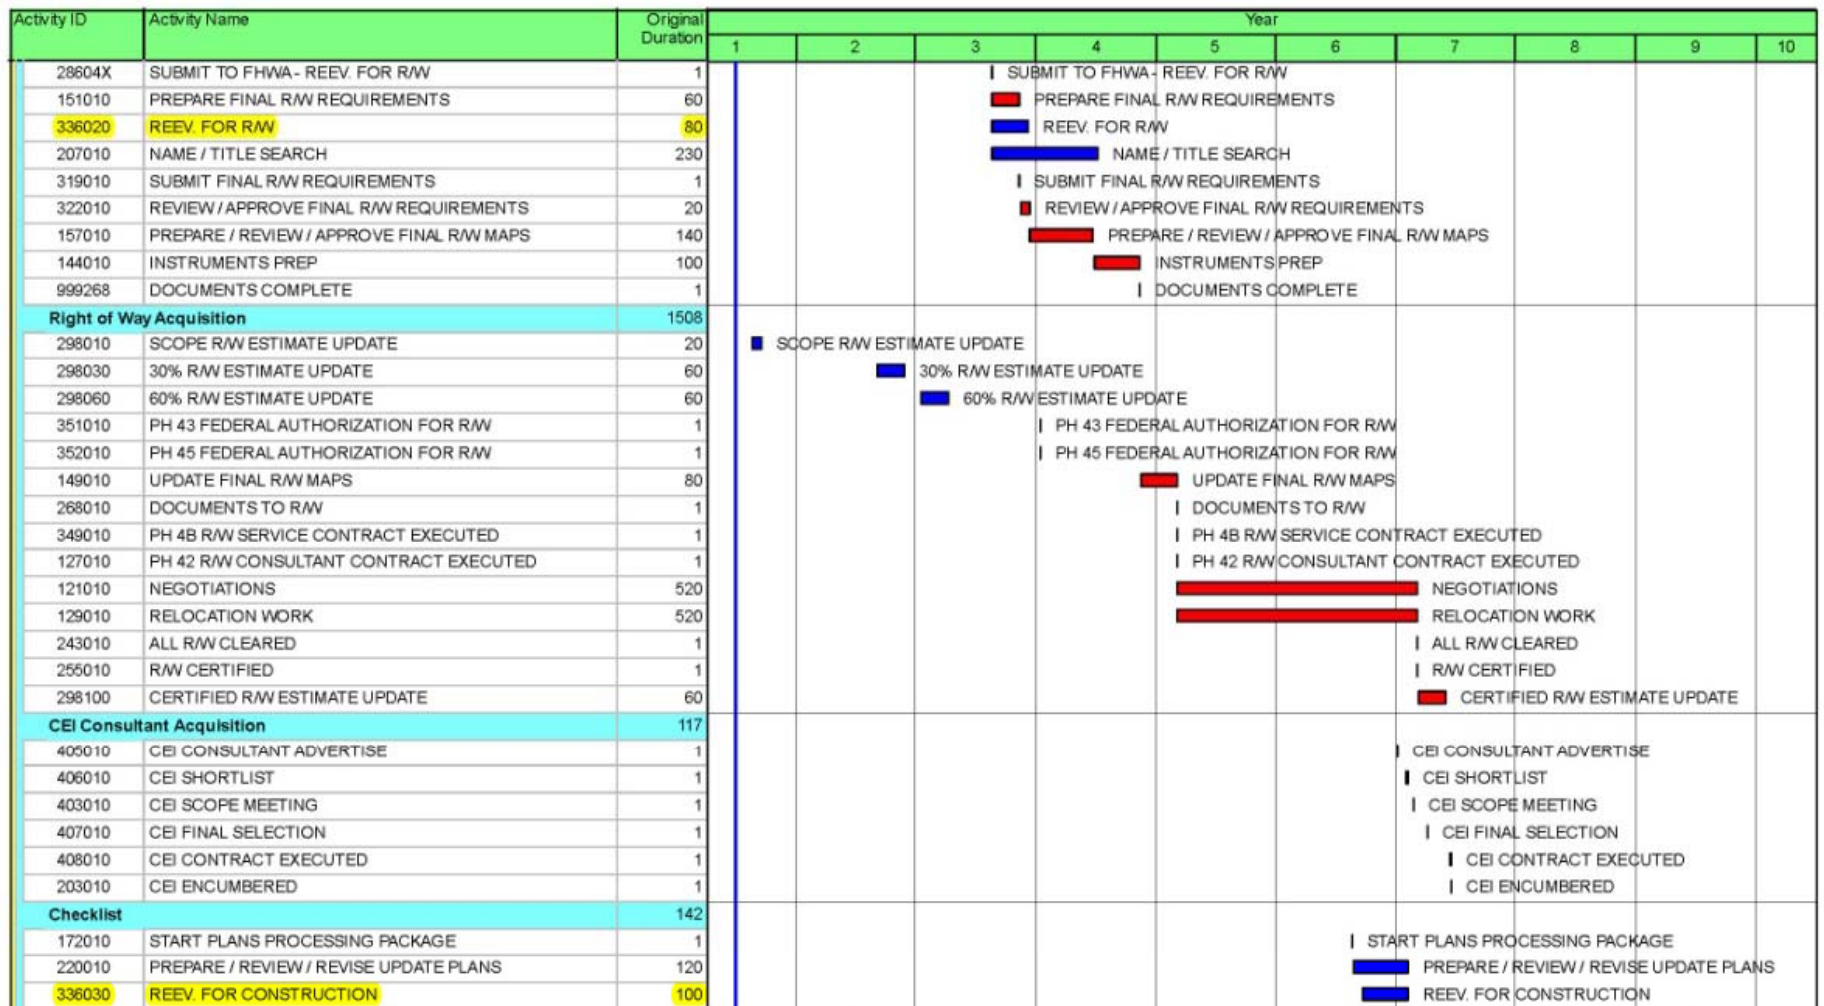 Activity ID Activity Name Original Duration Year
1 2 3 4 5 6 7 8 9 10
28604X SUBMIT TO FHWA - REEV. FOR R/W 1 SUBMIT TO FHWA - REEV. FOR R/W
151010 PREPARE FINAL R/W REQUIREMENTS 60 PREPARE FINAL R/W REQUIREMENTS
336020 REEV. FOR R/W 80 REEV. FOR R/W
207010 NAME / TITLE SEARCH 230 NAME / TITLE SEARCH
319010 SUBMIT FINAL R/W REQUIREMENTS 1 SUBMIT FINAL R/W REQUIREMENTS
322010 REVIEW / APPROVE FINAL R/W REQUIREMENTS 20 REVIEW / APPROVE FINAL R/W REQUIREMENTS
157010 PREPARE / REVIEW / APPROVE FINAL R/W MAPS 140 PREPARE / REVIEW / APPROVE FINAL R/W MAPS
144010 INSTRUMENTS PREP 100 INSTRUMENTS PREP
999268 DOCUMENTS COMPLETE 1 DOCUMENTS COMPLETE
Right of Way Acquisition 1508
298010 SCOPE R/W ESTIMATE UPDATE 20 SCOPE R/W ESTIMATE UPDATE
298030 30% R/W ESTIMATE UPDATE 60 30% R/W ESTIMATE UPDATE
298060 60% R/W ESTIMATE UPDATE 60 60% R/W ESTIMATE UPDATE
351010 PH 43 FEDERAL AUTHORIZATION FOR R/W 1 PH 43 FEDERAL AUTHORIZATION FOR R/W
352010 PH 45 FEDERAL AUTHORIZATION FOR R/W 1 PH 45 FEDERAL AUTHORIZATION FOR R/W
149010 UPDATE FINAL R/W MAPS 80 UPDATE FINAL R/W MAPS
268010 DOCUMENTS TO R/W 1 DOCUMENTS TO R/W
349010 PH 4B R/W SERVICE CONTRACT EXECUTED 1 PH 4B R/W SERVICE CONTRACT EXECUTED
127010 PH 42 R/W CONSULTANT CONTRACT EXECUTED 1 PH 42 R/W CONSULTANT CONTRACT EXECUTED
121010 NEGOTIATIONS 520 NEGOTIATIONS
129010 RELOCATION WORK 520 RELOCATION WORK
243010 ALL R/W CLEARED 1 ALL R/W CLEARED
255010 R/W CERTIFIED 1 R/W CERTIFIED
298100 CERTIFIED R/W ESTIMATE UPDATE 60 CERTIFIED R/W ESTIMATE UPDATE
CEI Consultant Acquisition 117
405010 CEI CONSULTANT ADVERTISE 1 CEI CONSULTANT ADVERTISE
406010 CEI SHORTLIST 1 CEI SHORTLIST
403010 CEI SCOPE MEETING 1 CEI SCOPE MEETING
407010 CEI FINAL SELECTION 1 CEI FINAL SELECTION
408010 CEI CONTRACT EXECUTED 1 CEI CONTRACT EXECUTED
203010 CEI ENCUMBERED 1 CEI ENCUMBERED
Checklist 142
172010 START PLANS PROCESSING PACKAGE 1 START PLANS PROCESSING PACKAGE
220010 PREPARE / REVIEW / REVISE UPDATE PLANS 120 PREPARE / REVIEW / REVISE UPDATE PLANS
336030 REEV. FOR CONSTRUCTION 100 REEV. FOR CONSTRUCTION